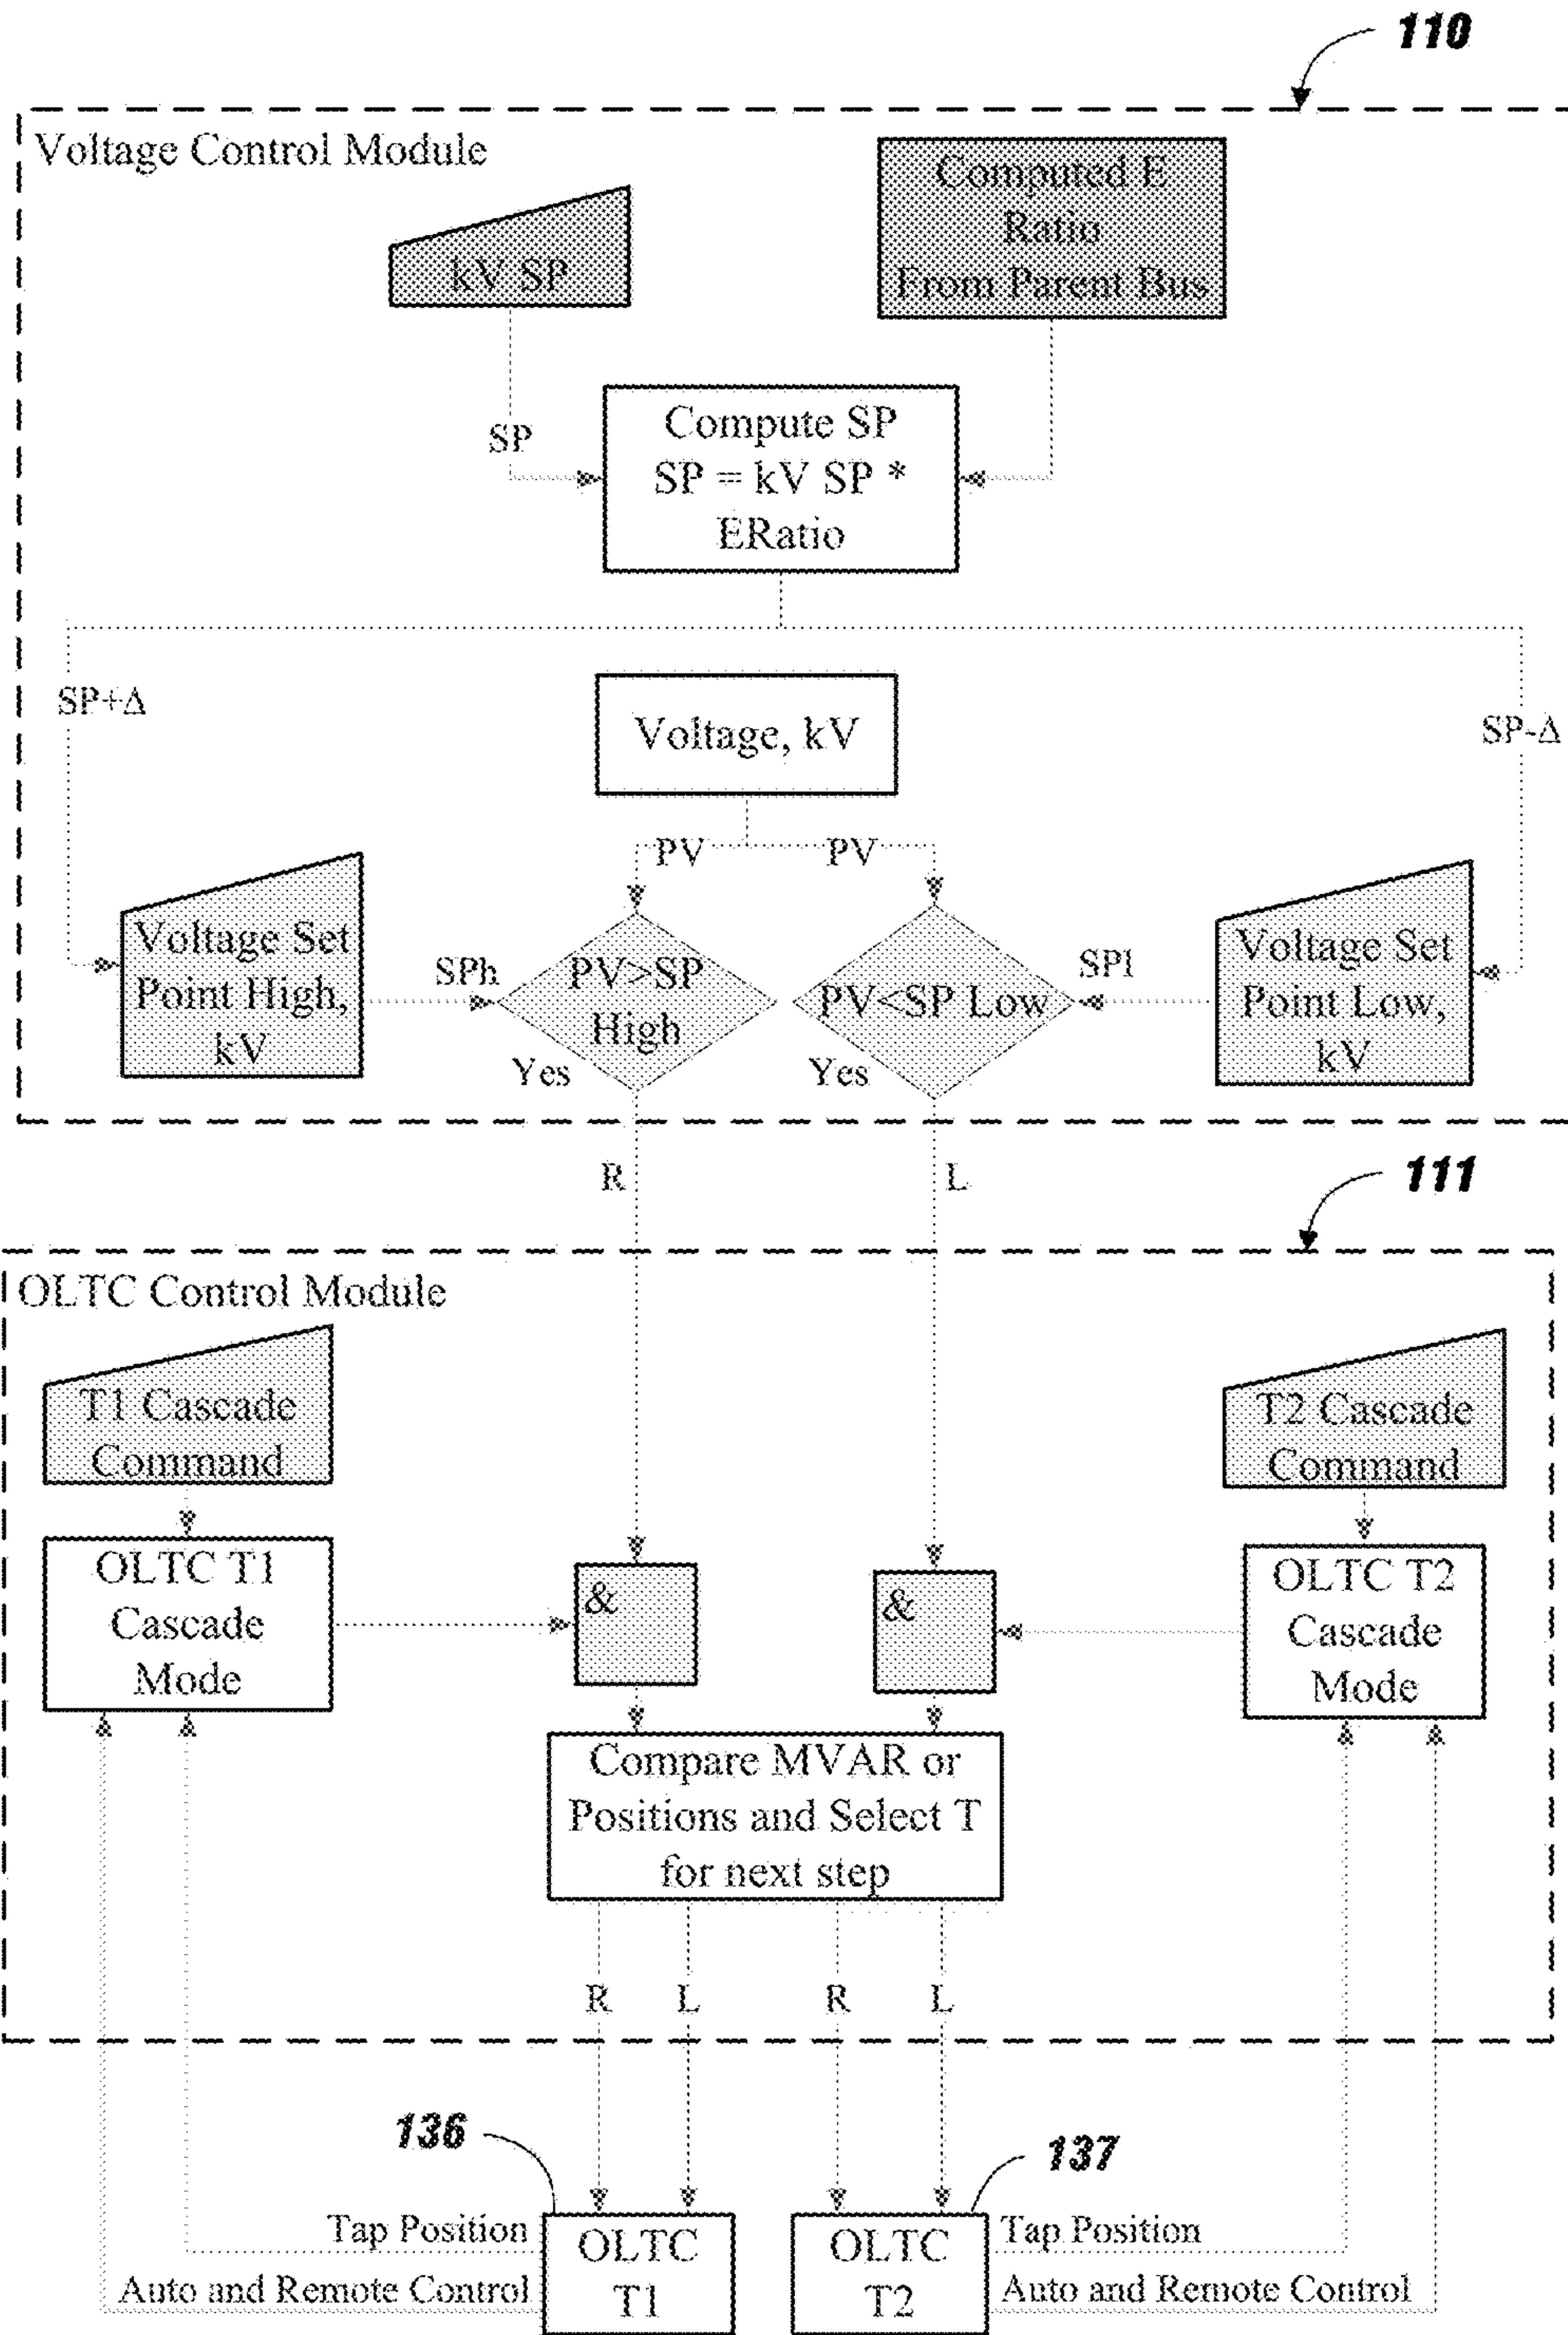 110
Voltage Control Module
kV SP
Computed E
Ratio
From Parent Bus
SP
Compute SP
SP = kV SP *
ERatio
SP+Δ
Voltage, kV
SP-Δ
PV
PV
Voltage Set
Point High,
kV
SPh
PV>SP
High
Yes
PV<SP Low
Yes
SPl
Voltage Set
Point Low,
kV
R
L
111
OLTC Control Module
T1 Cascade
Command
T2 Cascade
Command
OLTC T1
Cascade
Mode
&
&
OLTC T2
Cascade
Mode
Compare MVAR or
Positions and Select T
for next step
R
L
R
L
136
137
Tap Position
Auto and Remote Control
OLTC
T1
OLTC
T2
Tap Position
Auto and Remote Control